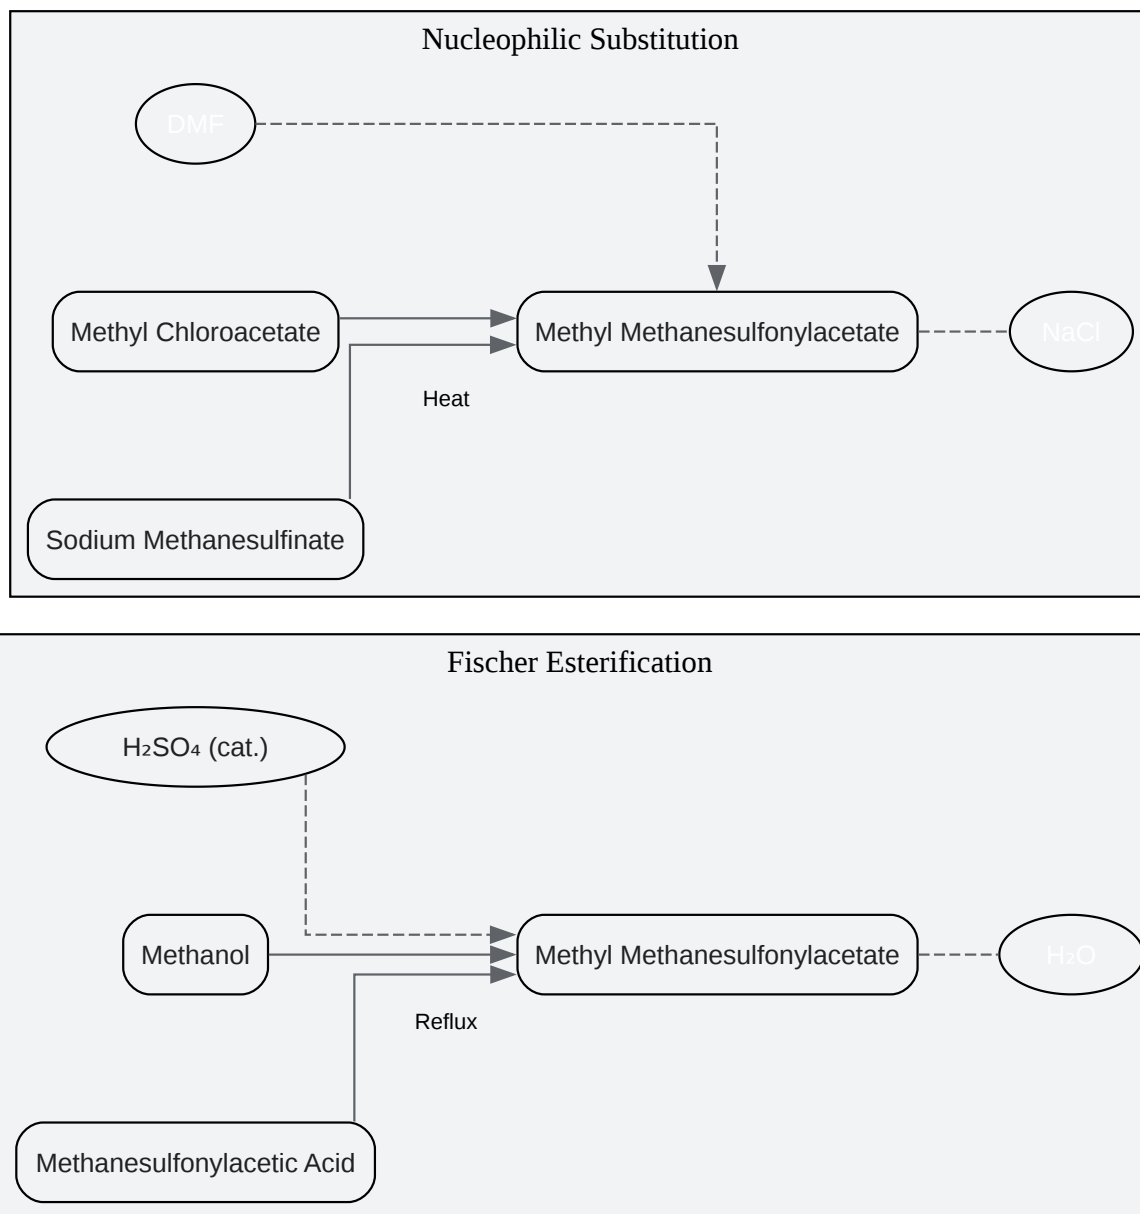 Nucleophilic Substitution
DMF
Methyl Chloroacetate
Methyl Methanesulfonylacetate
NaCl
Heat
Sodium Methanesulfinate
Fischer Esterification
H₂SO₄ (cat.)
Methanol
Methyl Methanesulfonylacetate
H₂O
Reflux
Methanesulfonylacetic Acid